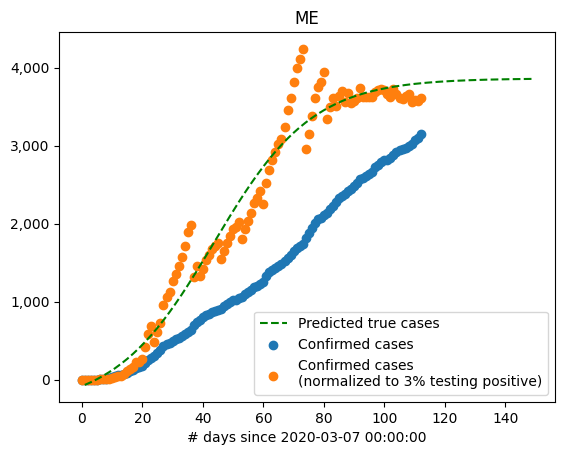 ME
4,000
3,000
2,000
1,000
0
Predicted true cases
Confirmed cases
Confirmed cases
(normalized to 3% testing positive)
0 20 40 60 80 100 120 140
# days since 2020-03-07 00:00:00